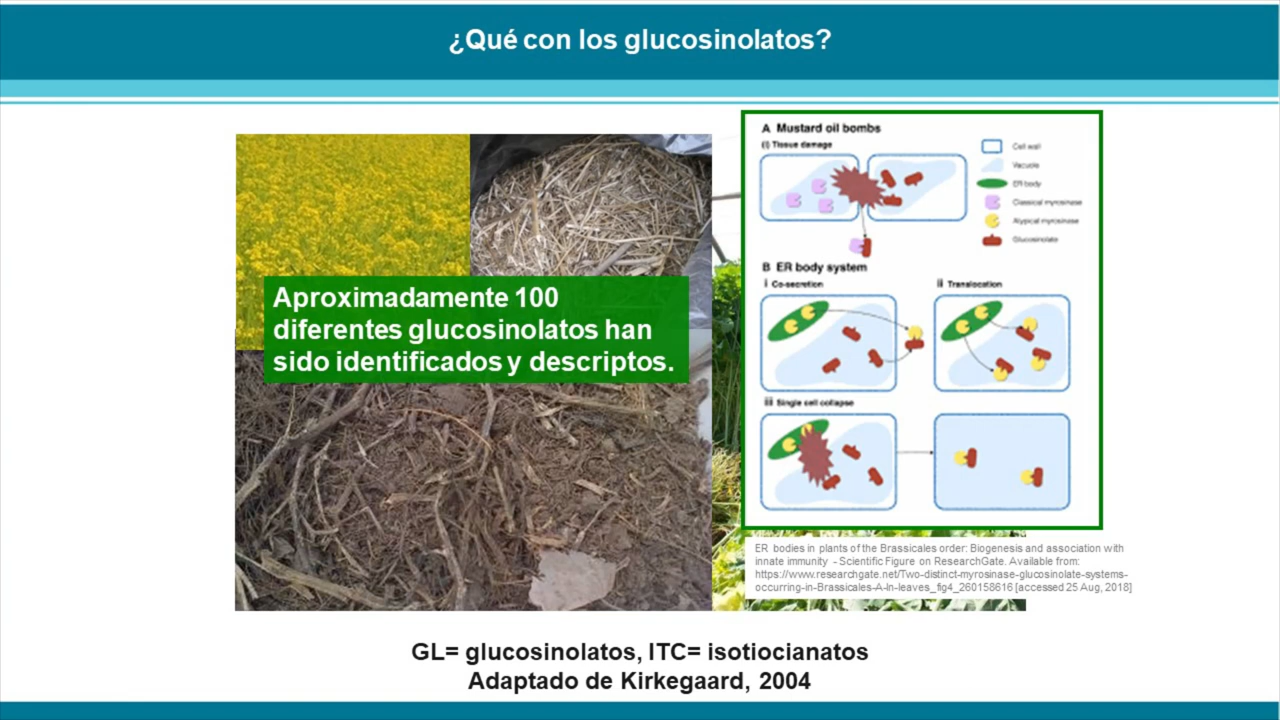 ¿Qué con los glucosinolatos?
Aproximadamente 100
diferentes glucosinolatos han
sido identificados y descriptos.
A Mustard oil bombs
(i) Tissue damage
Cell wall
Vacuole
ER body
Classical myrosinase
Atypical myrosinase
Glucosinolate
B ER body system
i Co-secretion
ii Translocation
iii Single cell collapse
ER bodies in plants of the Brassicales order: Biogenesis and association with
innate immunity - Scientific Figure on ResearchGate. Available from:
https://www.researchgate.net/Two-distinct-myrosinase-glucosinolate-systems-
occurring-in-Brassicales-A-In-leaves_fig4_260158616 [accessed 25 Aug, 2018]
GL= glucosinolatos, ITC= isotiocianatos
Adaptado de Kirkegaard, 2004